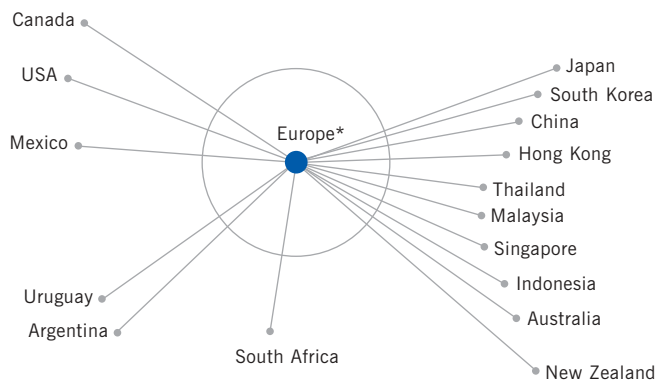 Canada
USA
Mexico
Uruguay
Argentina
Europe*
South Africa
Japan
South Korea
China
Hong Kong
Thailand
Malaysia
Singapore
Indonesia
Australia
New Zealand